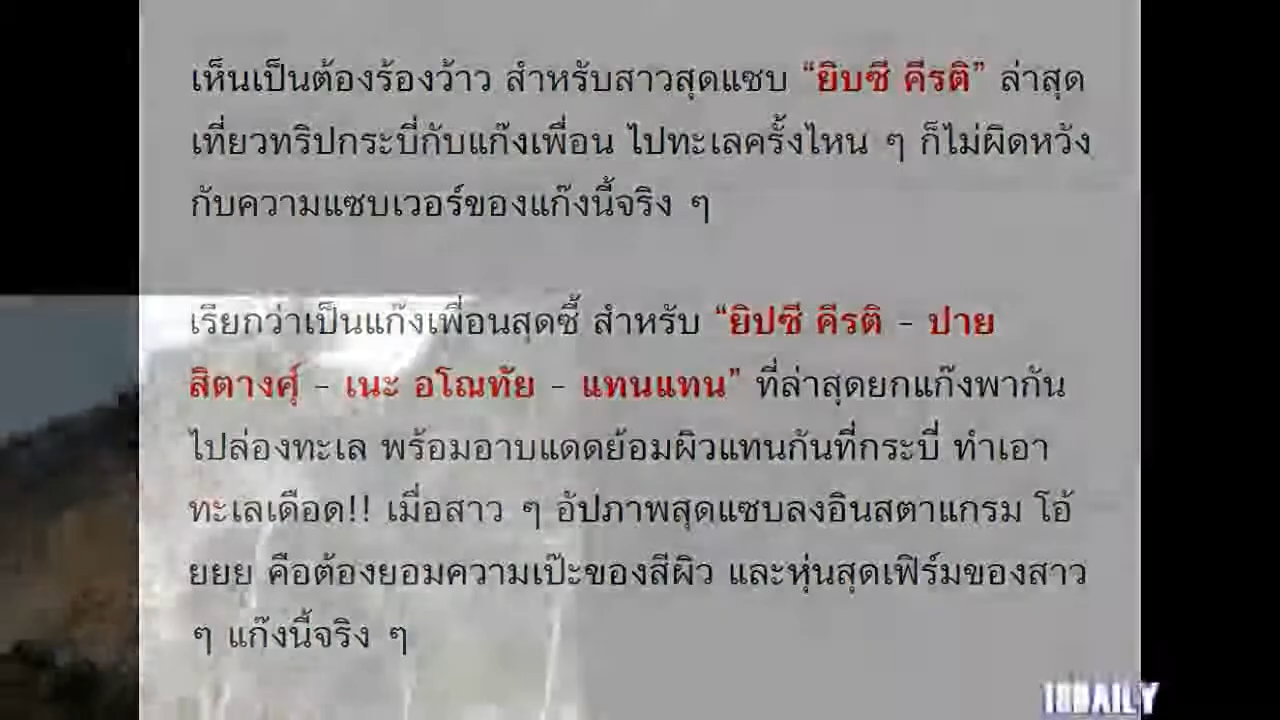 เห็นเป็นต้องร้องว้าว สำหรับสาวสุดแซบ “ยิบซี คีรติ” ล่าสุด
เที่ยวทริปกระบี่กับแก๊งเพื่อน ไปทะเลครั้งไหน ๆ ก็ไม่ผิดหวัง
กับความแซบเวอร์ของแก๊งนี้จริง ๆ
เรียกว่าเป็นแก๊งเพื่อนสุดซี้ สำหรับ “ยิปซี คีรติ – ปาย
สิตางศุ์ – เนะ อโณทัย – แทนแทน” ที่ล่าสุดยกแก๊งพากัน
ไปล่องทะเล พร้อมอาบแดดย้อมผิวแทนกันที่กระบี่ ทำเอา
ทะเลเดือด!! เมื่อสาว ๆ อัปภาพสุดแซบลงอินสตาแกรม โอ้
ยยย คือต้องยอมความเป๊ะของสีผิว และหุ่นสุดเฟิร์มของสาว
ๆ แก๊งนี้จริง ๆ